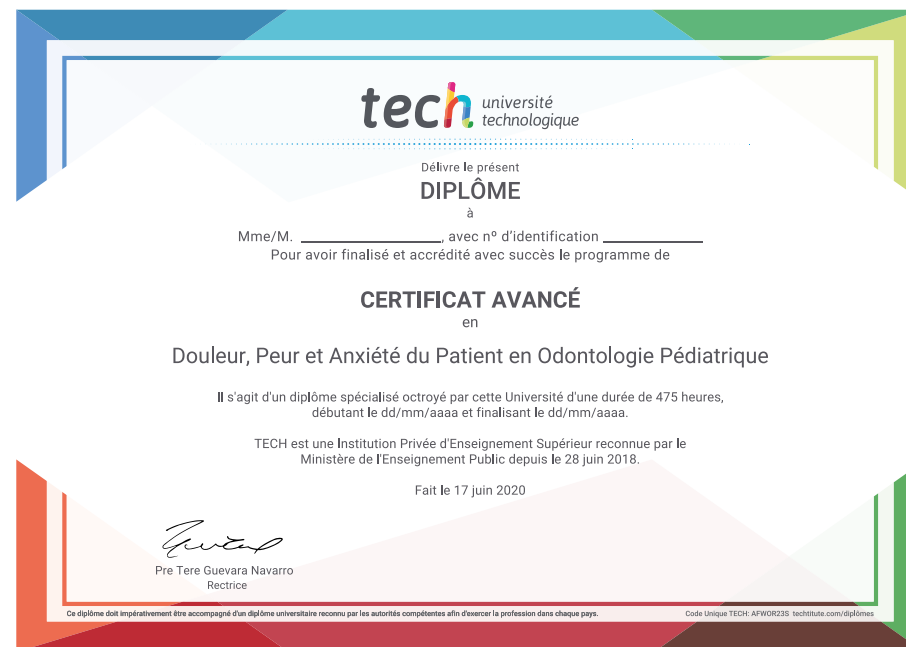 tech université
technologique
Délivre le présent
DIPLÔME
à
Mme/M. ____________________, avec nº d'identification ______________
Pour avoir finalisé et accrédité avec succès le programme de
CERTIFICAT AVANCÉ
en
Douleur, Peur et Anxiété du Patient en Odontologie Pédiatrique
Il s'agit d'un diplôme spécialisé octroyé par cette Université d'une durée de 475 heures,
débutant le dd/mm/aaaa et finalisant le dd/mm/aaaa.
TECH est une Institution Privée d'Enseignement Supérieur reconnue par le
Ministère de l'Enseignement Public depuis le 28 juin 2018.
Fait le 17 juin 2020
Pre Tere Guevara Navarro
Rectrice
Ce diplôme doit impérativement être accompagné d'un diplôme universitaire reconnu par les autorités compétentes afin d'exercer la profession dans chaque pays.
Code Unique TECH: AFWOR23S techtitute.com/diplômes